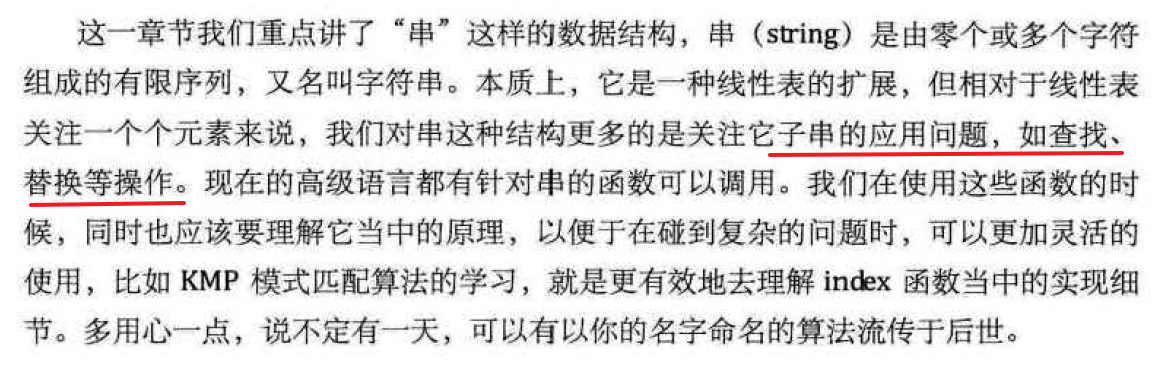 这一章节我们重点讲了“串”这样的数据结构，串（string）是由零个或多个字符
组成的有限序列，又名叫字符串。本质上，它是一种线性表的扩展，但相对于线性表
关注一个个元素来说，我们对串这种结构更多的是关注它子串的应用问题，如查找、
替换等操作。现在的高级语言都有针对串的函数可以调用。我们在使用这些函数的时
候，同时也应该要理解它当中的原理，以便于在碰到复杂的问题时，可以更加灵活的
使用，比如 KMP 模式匹配算法的学习，就是更有效地去理解 index 函数当中的实现细
节。多用心一点，说不定有一天，可以有以你的名字命名的算法流传于后世。